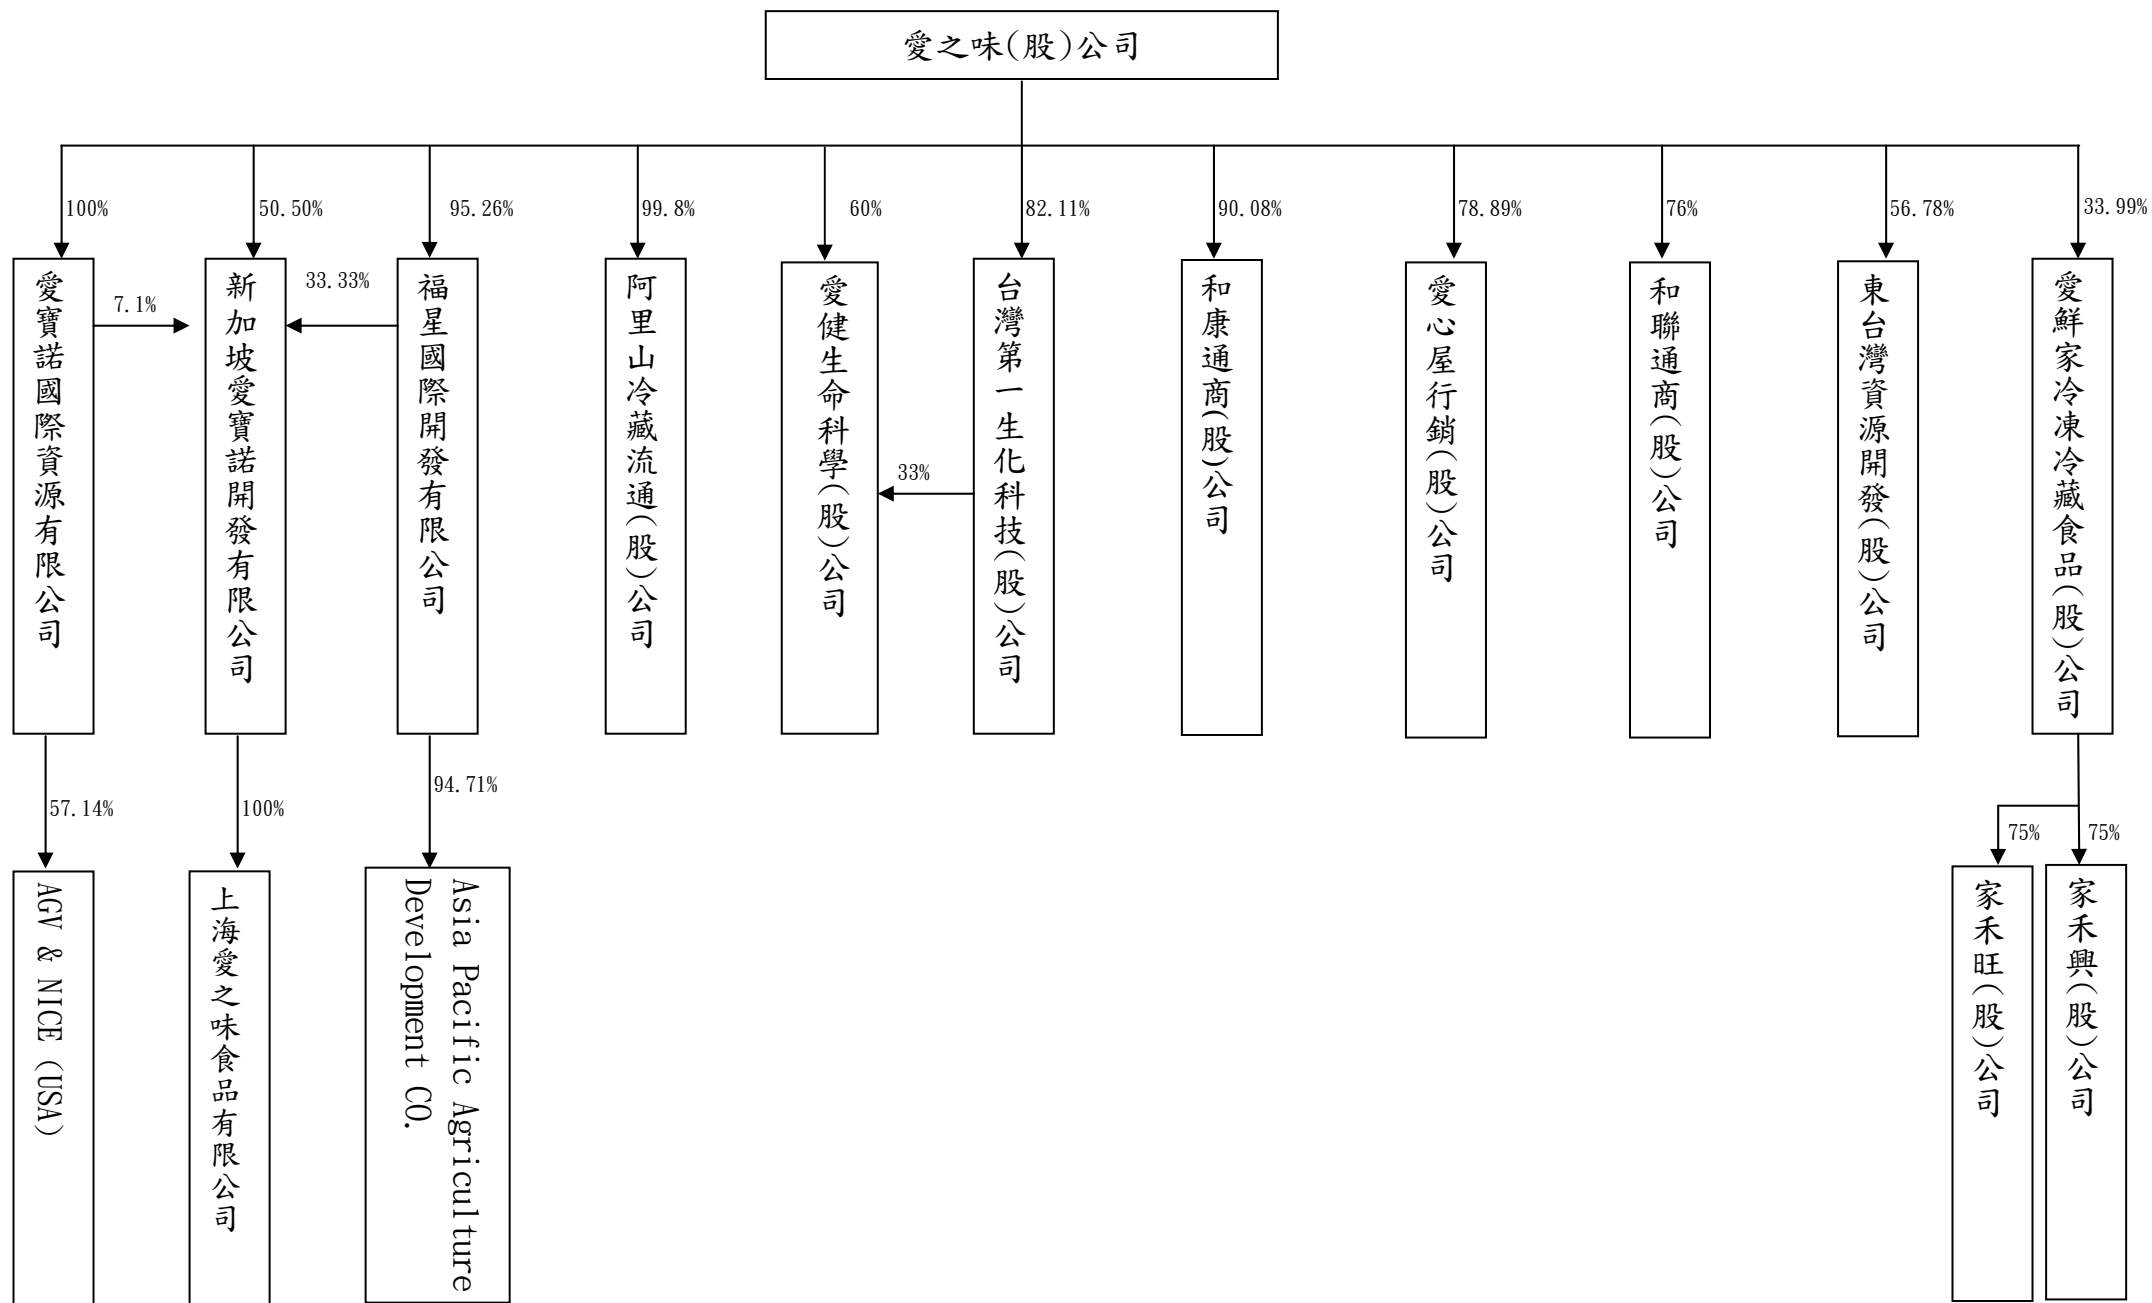 愛之味(股)公司
100%
50.50%
95.26%
99.8%
60%
82.11%
90.08%
78.89%
76%
56.78%
33.99%
愛寶諾國際資源有限公司
7.1%
新加坡愛寶諾開發有限公司
33.33%
福星國際開發有限公司
阿里山冷藏流通(股)公司
愛健生命科學(股)公司
33%
台灣第一生化科技(股)公司
和康通商(股)公司
愛心屋行銷(股)公司
和聯通商(股)公司
東台灣資源開發(股)公司
愛鮮家冷凍冷藏食品(股)公司
57.14%
100%
94.71%
75%
75%
AGV & NICE (USA)
上海愛之味食品有限公司
Asia Pacific Agriculture
Development CO.
家禾旺(股)公司
家禾興(股)公司